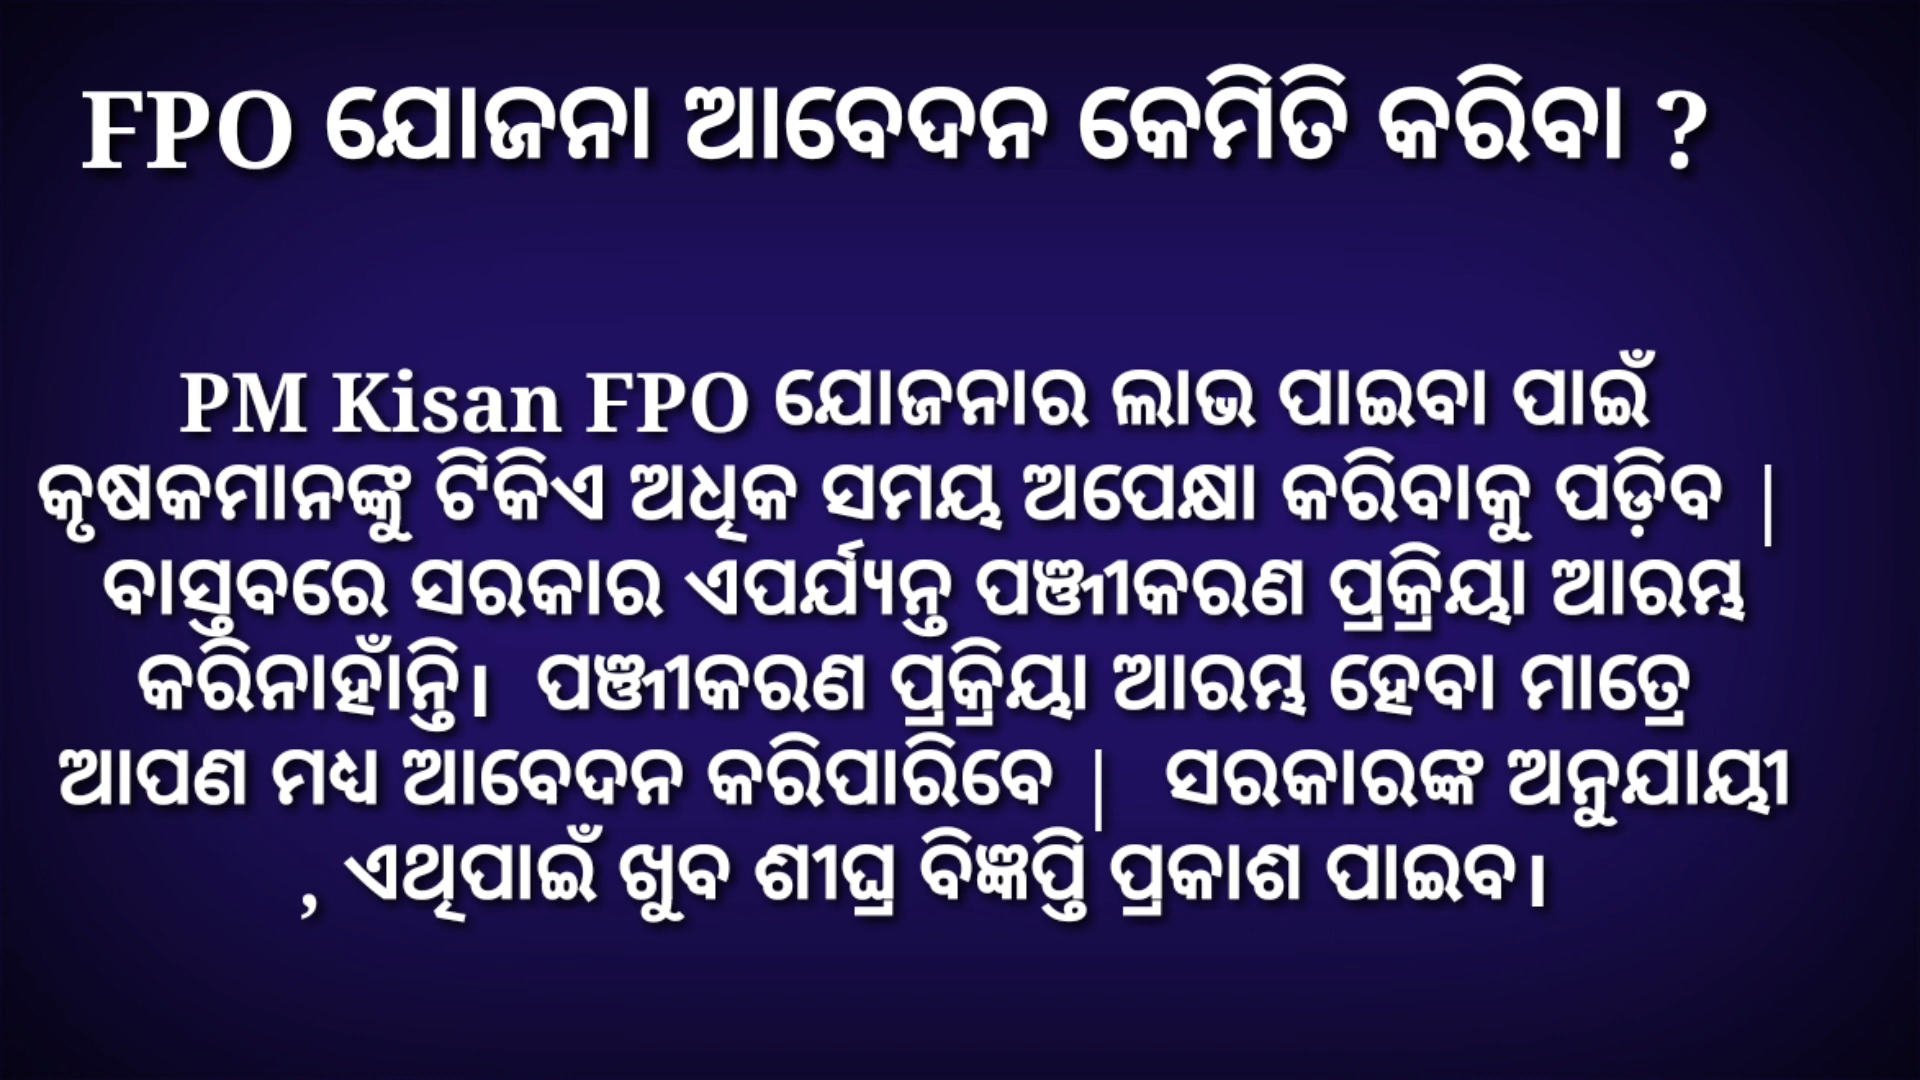 FPO ଯୋଜନା ଆବେଦନ କେମିତି କରିବା ?
PM Kisan FPO ଯୋଜନାର ଲାଭ ପାଇବା ପାଇଁ
କୃଷକମାନଙ୍କୁ ଟିକିଏ ଅଧିକ ସମୟ ଅପେକ୍ଷା କରିବାକୁ ପଡ଼ିବ |
ବାସ୍ତବରେ ସରକାର ଏପର୍ଯ୍ୟନ୍ତ ପଞ୍ଜୀକରଣ ପ୍ରକ୍ରିୟା ଆରମ୍ଭ
କରିନାହାଁନ୍ତି। ପଞ୍ଜୀକରଣ ପ୍ରକ୍ରିୟା ଆରମ୍ଭ ହେବା ମାତ୍ରେ
ଆପଣ ମଧ୍ୟ ଆବେଦନ କରିପାରିବେ | ସରକାରଙ୍କ ଅନୁଯାୟୀ
, ଏଥିପାଇଁ ଖୁବ ଶୀଘ୍ର ବିଜ୍ଞପ୍ତି ପ୍ରକାଶ ପାଇବ।